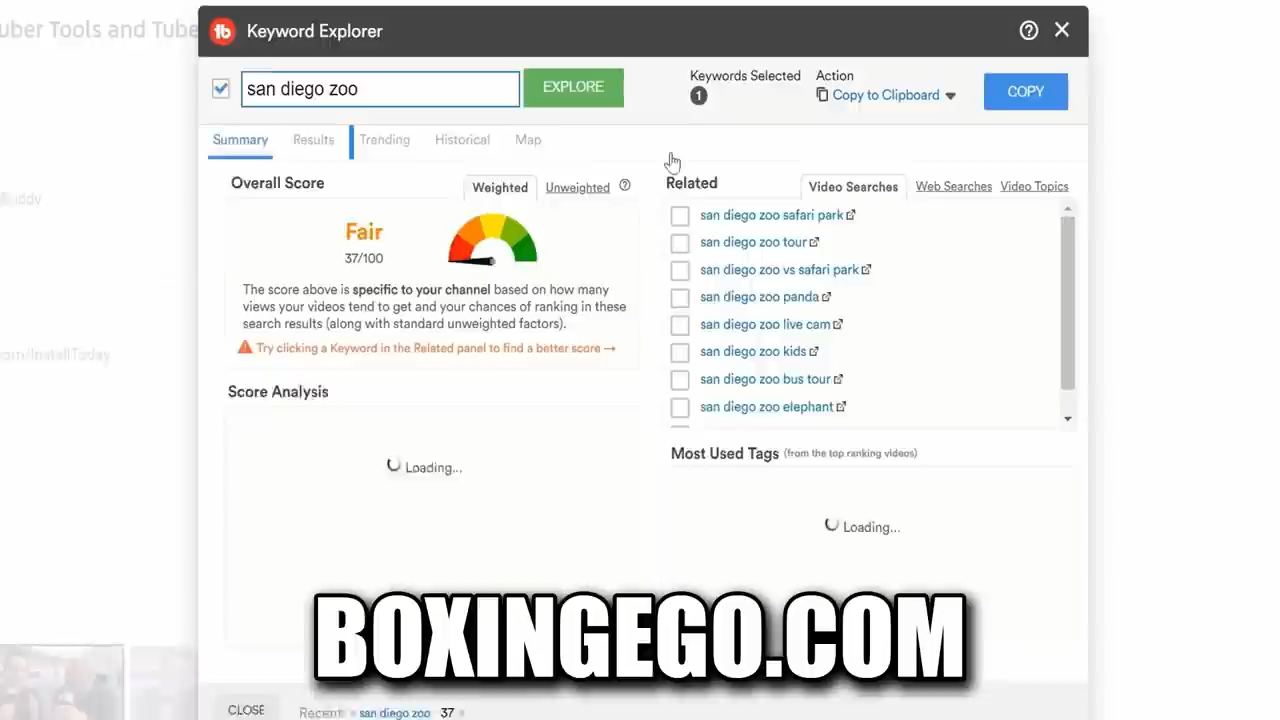 uber Tools and Tube
Keyword Explorer
san diego zoo
EXPLORE
Keywords Selected
1
Action
Copy to Clipboard
COPY
Summary
Results
Trending
Historical
Map
Overall Score
Weighted
Unweighted
Fair
37/100
The score above is specific to your channel based on how many
views your videos tend to get and your chances of ranking in these
search results (along with standard unweighted factors).
Try clicking a Keyword in the Related panel to find a better score →
Score Analysis
Loading...
Related
Video Searches
Web Searches
Video Topics
san diego zoo safari park
san diego zoo tour
san diego zoo vs safari park
san diego zoo panda
san diego zoo live cam
san diego zoo kids
san diego zoo bus tour
san diego zoo elephant
Most Used Tags (from the top ranking videos)
Loading...
Buddy
om/InstallToday
BOXINGEGO.COM
CLOSE
Recent: san diego zoo 37